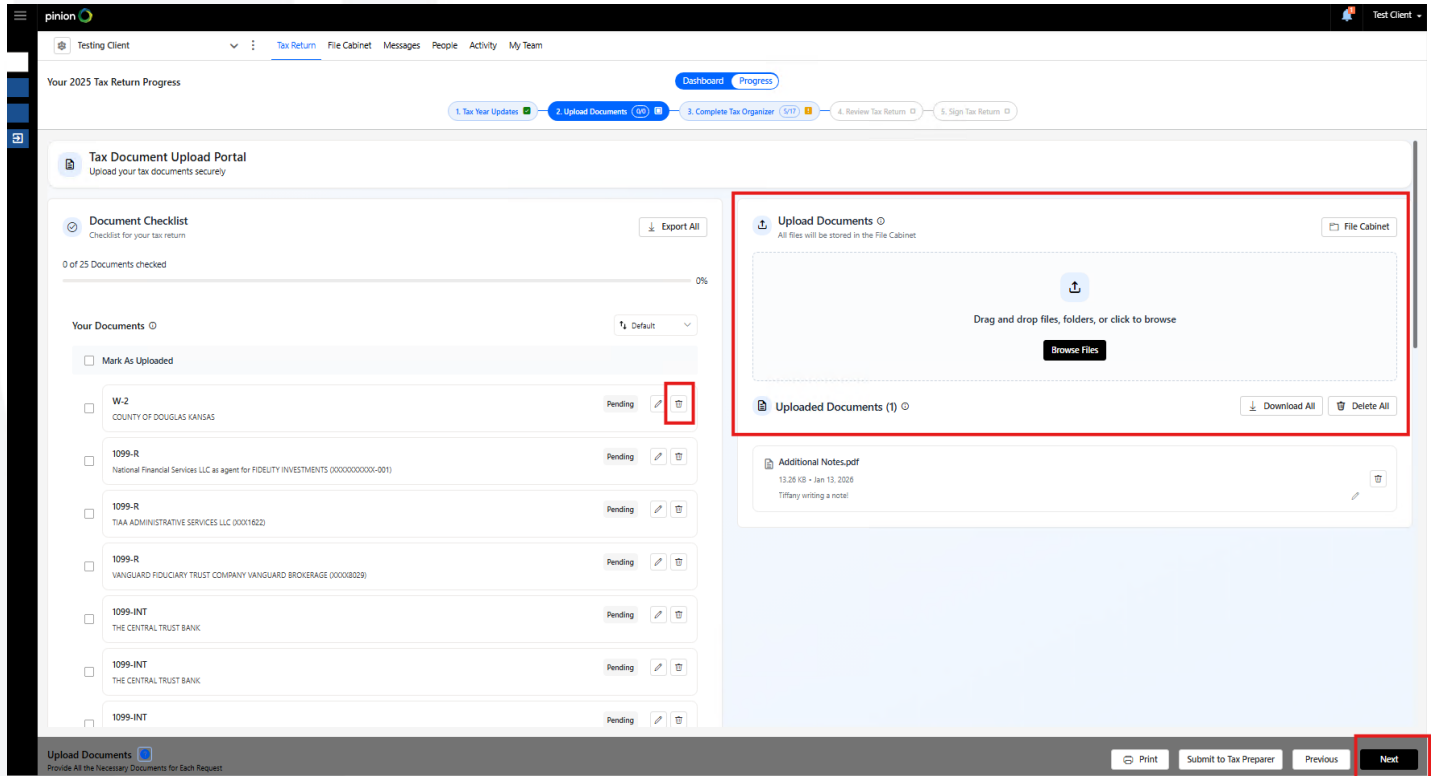 pinion
1
Test Client
Testing Client
Tax Return File Cabinet Messages People Activity My Team
Your 2025 Tax Return Progress
Dashboard Progress
1. Tax Year Updates
2. Upload Documents 0/0
3. Complete Tax Organizer 5/17
4. Review Tax Return
5. Sign Tax Return
Tax Document Upload Portal
Upload your tax documents securely
Document Checklist
Checklist for your tax return
Export All
0 of 25 Documents checked
0%
Your Documents
Default
Mark As Uploaded
W-2
COUNTY OF DOUGLAS KANSAS
Pending
1099-R
National Financial Services LLC as agent for FIDELITY INVESTMENTS (XXXXXXXXXX-001)
Pending
1099-R
TIAA ADMINISTRATIVE SERVICES LLC (XXX1622)
Pending
1099-R
VANGUARD FIDUCIARY TRUST COMPANY VANGUARD BROKERAGE (XXXX8029)
Pending
1099-INT
THE CENTRAL TRUST BANK
Pending
1099-INT
THE CENTRAL TRUST BANK
Pending
1099-INT
Pending
Upload Documents
All files will be stored in the File Cabinet
File Cabinet
Drag and drop files, folders, or click to browse
Browse Files
Uploaded Documents (1)
Download All
Delete All
Additional Notes.pdf
13.26 KB • Jan 13, 2026
Tiffany writing a note!
Upload Documents
Provide All the Necessary Documents for Each Request
Print
Submit to Tax Preparer
Previous
Next